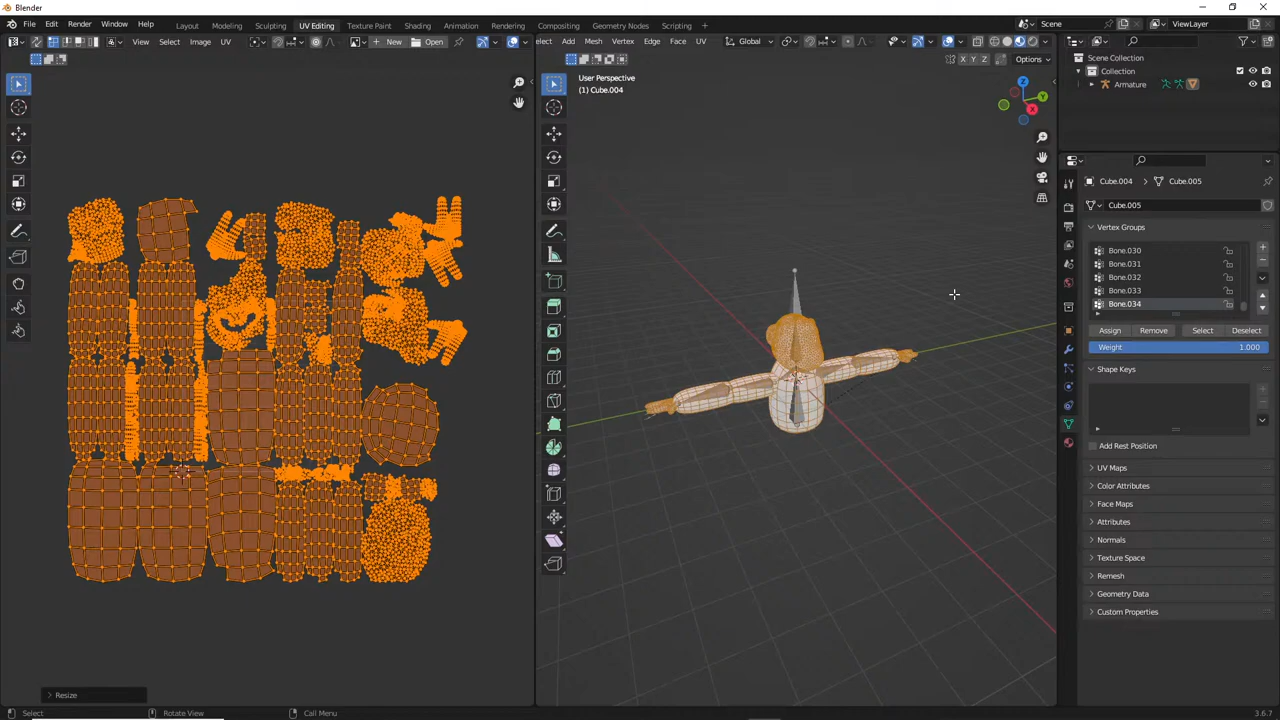 Blender
File Edit Render Window Help Layout Modeling Sculpting UV Editing Texture Paint Shading Animation Rendering Compositing Geometry Nodes Scripting + Scene ViewLayer
View Select Image UV New Open elect Add Mesh Vertex Edge Face UV Global
X Y Z Options
Scene Collection
Collection
Armature
User Perspective
(1) Cube.004
Z
Y
X
Cube.004 Cube.005
Cube.005
Vertex Groups
Bone.030
Bone.031
Bone.032
Bone.033
Bone.034
Assign Remove Select Deselect
Weight 1.000
Shape Keys
Add Rest Position
UV Maps
Color Attributes
Face Maps
Attributes
Normals
Texture Space
Remesh
Geometry Data
Custom Properties
Resize
Select Rotate View Call Menu 3.6.7